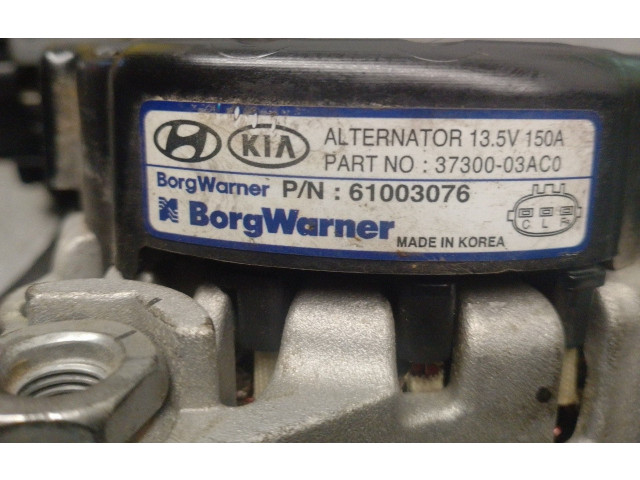 KIA ALTERNATOR 13.5V 150A
PART NO : 37300-03AC0
BorgWarner P/N : 61003076
BorgWarner
MADE IN KOREA
C L